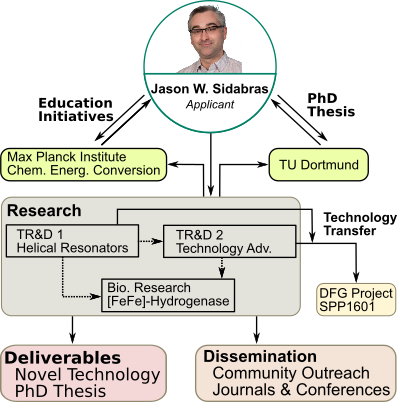 Jason W. Sidabras
Applicant
Education
Initiatives
PhD
Thesis
Max Planck Institute
Chem. Energ. Conversion
TU Dortmund
Research
TR&D 1
Helical Resonators
TR&D 2
Technology Adv.
Technology
Transfer
Bio. Research
[FeFe]-Hydrogenase
DFG Project
SPP1601
Deliverables
Novel Technology
PhD Thesis
Dissemination
Community Outreach
Journals & Conferences